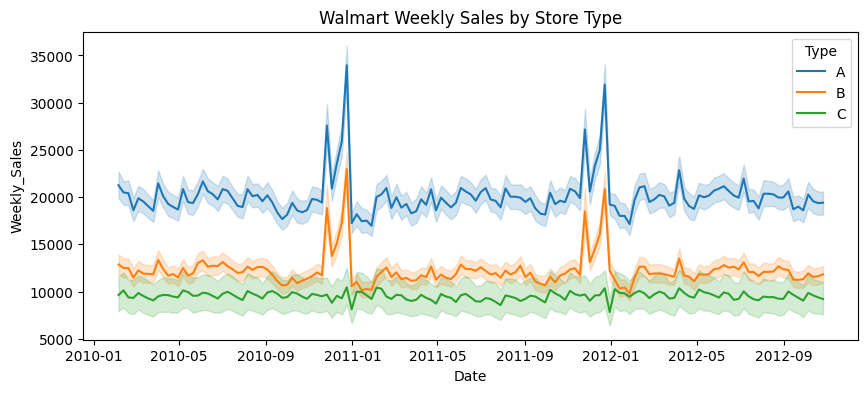 Walmart Weekly Sales by Store Type
Type
A
B
C
Weekly_Sales
35000
30000
25000
20000
15000
10000
5000
2010-01 2010-05 2010-09 2011-01 2011-05 2011-09 2012-01 2012-05 2012-09
Date